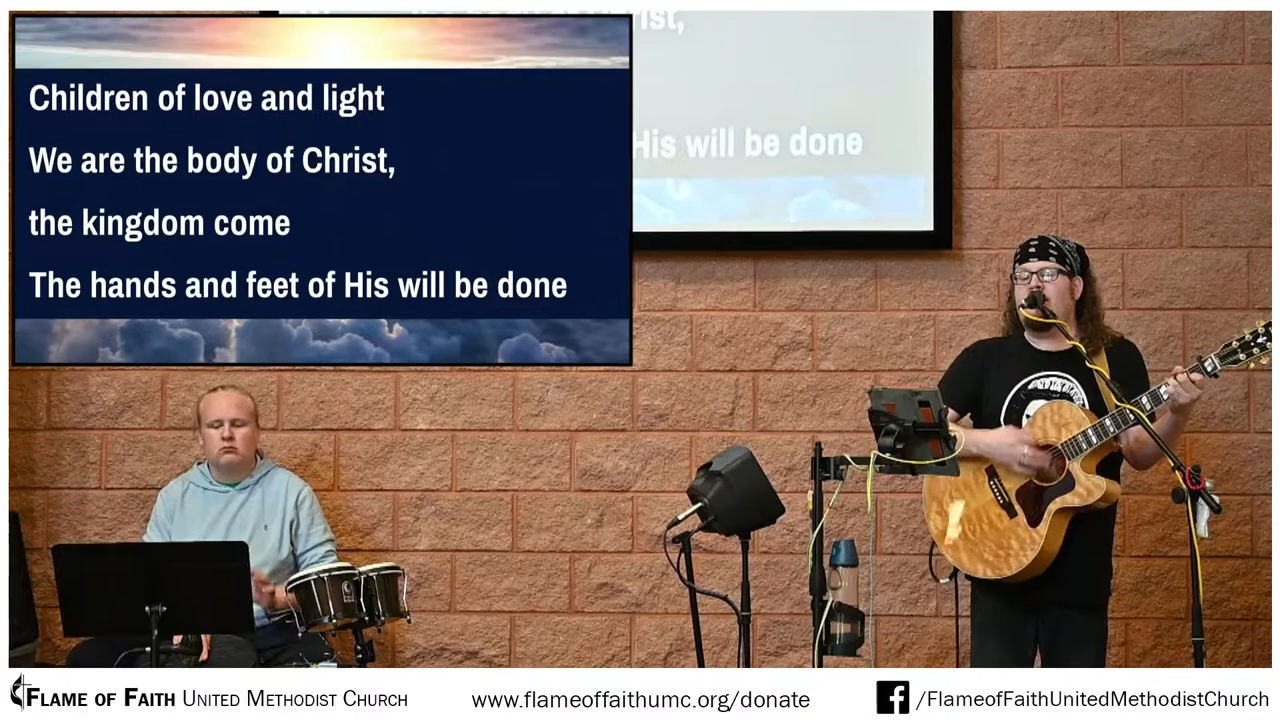 Children of love and light
We are the body of Christ,
the kingdom come
The hands and feet of His will be done
His will be done
FLAME OF FAITH UNITED METHODIST CHURCH
www.flameoffaithumc.org/donate
/FlameofFaithUnitedMethodistChurch